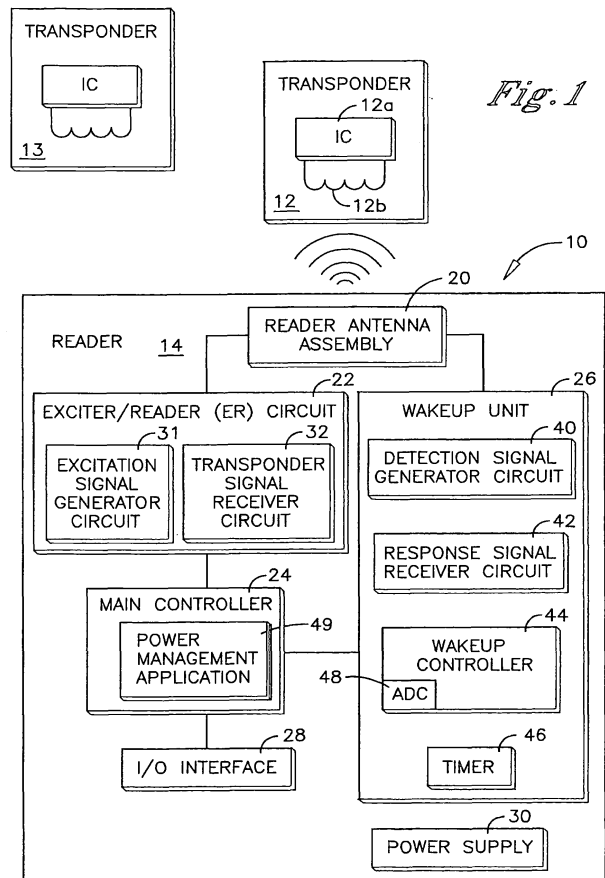 TRANSPONDER
IC
13
TRANSPONDER
12a
IC
12
12b
Fig. 1
10
20
READER ANTENNA
ASSEMBLY
READER
14
22
EXCITER/READER (ER) CIRCUIT
31
EXCITATION
SIGNAL
GENERATOR
CIRCUIT
32
TRANSPONDER
SIGNAL
RECEIVER
CIRCUIT
26
WAKEUP UNIT
40
DETECTION SIGNAL
GENERATOR CIRCUIT
42
RESPONSE SIGNAL
RECEIVER CIRCUIT
24
MAIN CONTROLLER
49
POWER
MANAGEMENT
APPLICATION
44
WAKEUP
CONTROLLER
48
ADC
28
I/O INTERFACE
46
TIMER
30
POWER SUPPLY